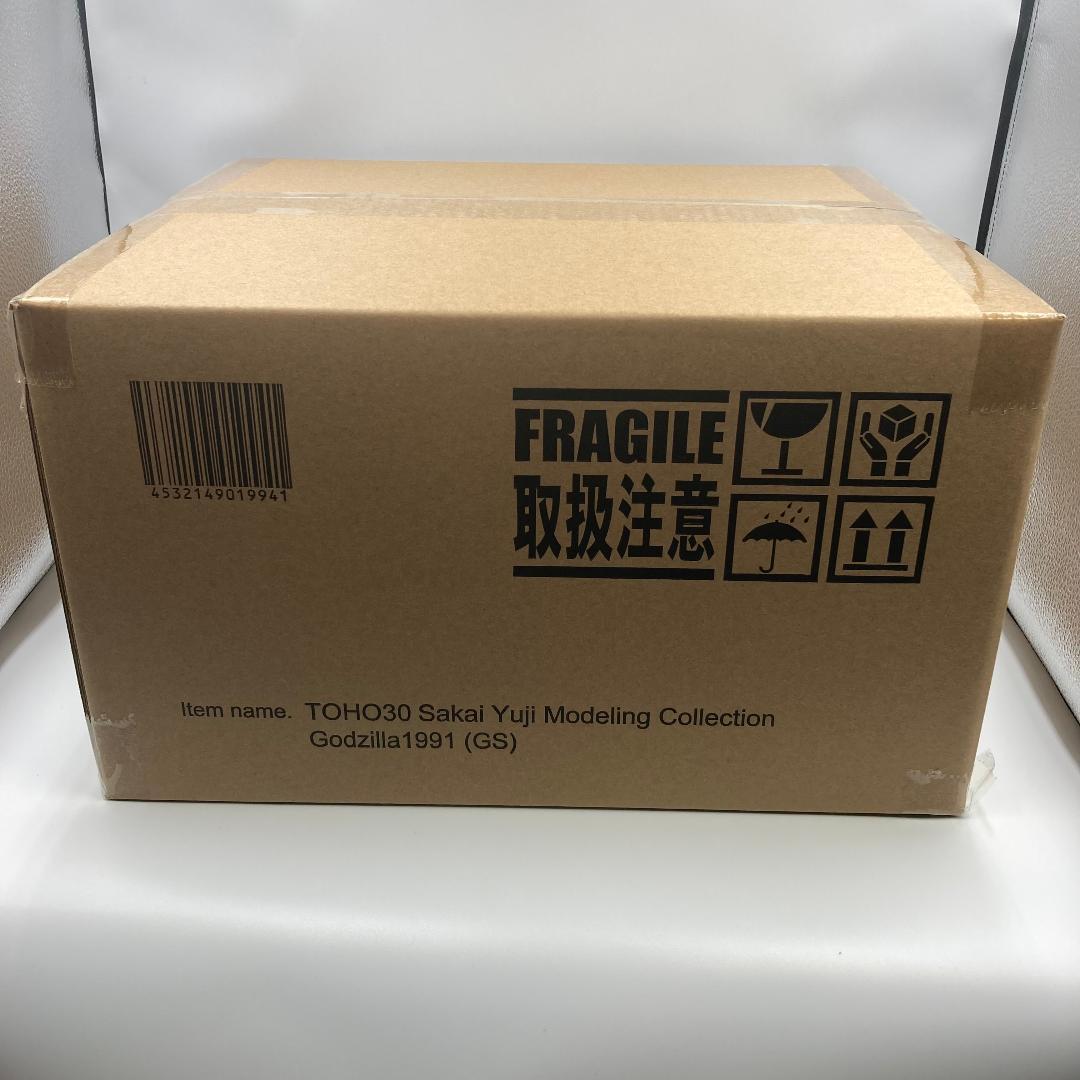 4532149019941
FRAGILE
取扱注意
Item name. TOHO30 Sakai Yuji Modeling Collection
Godzilla1991 (GS)